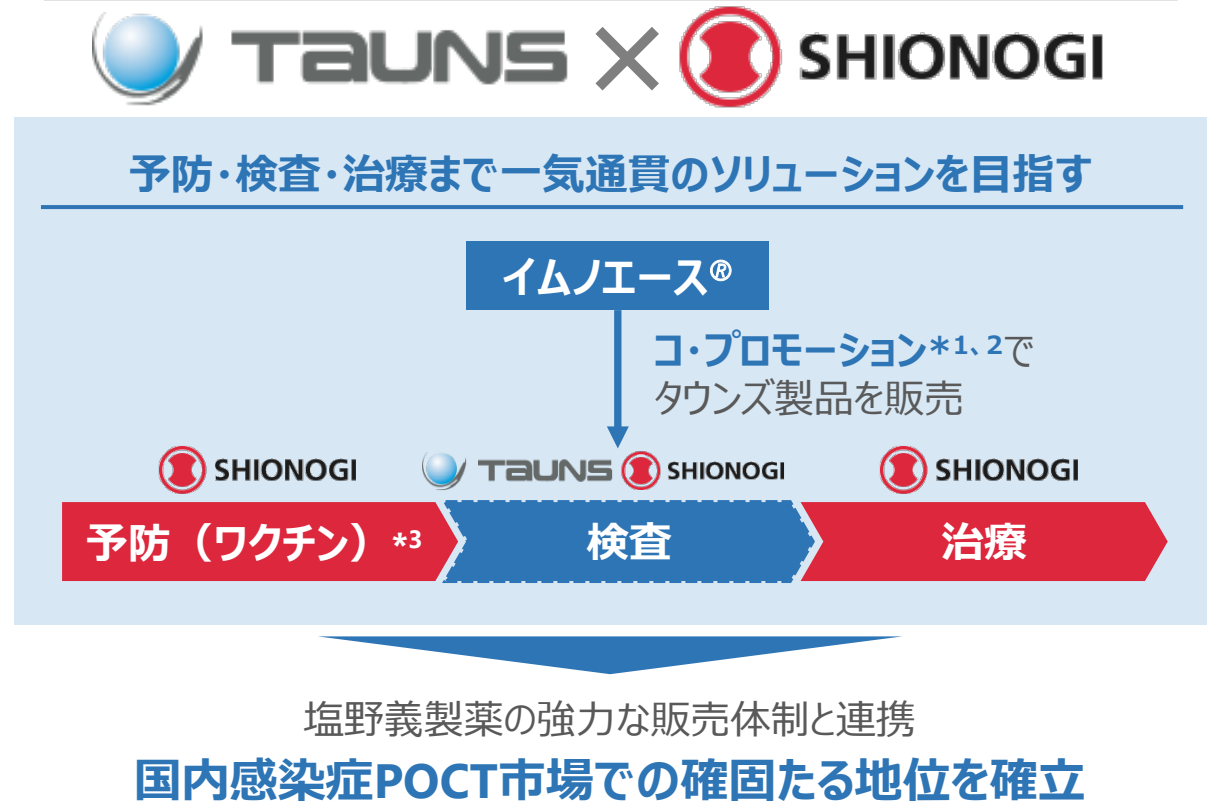 TAUNS × SHIONOGI
予防・検査・治療まで一気通貫のソリューションを目指す
イムノエース®
コ・プロモーション*1、2で
タウンズ製品を販売
SHIONOGI TAUNS SHIONOGI SHIONOGI
予防（ワクチン）*3 検査 治療
塩野義製薬の強力な販売体制と連携
国内感染症POCT市場での確固たる地位を確立